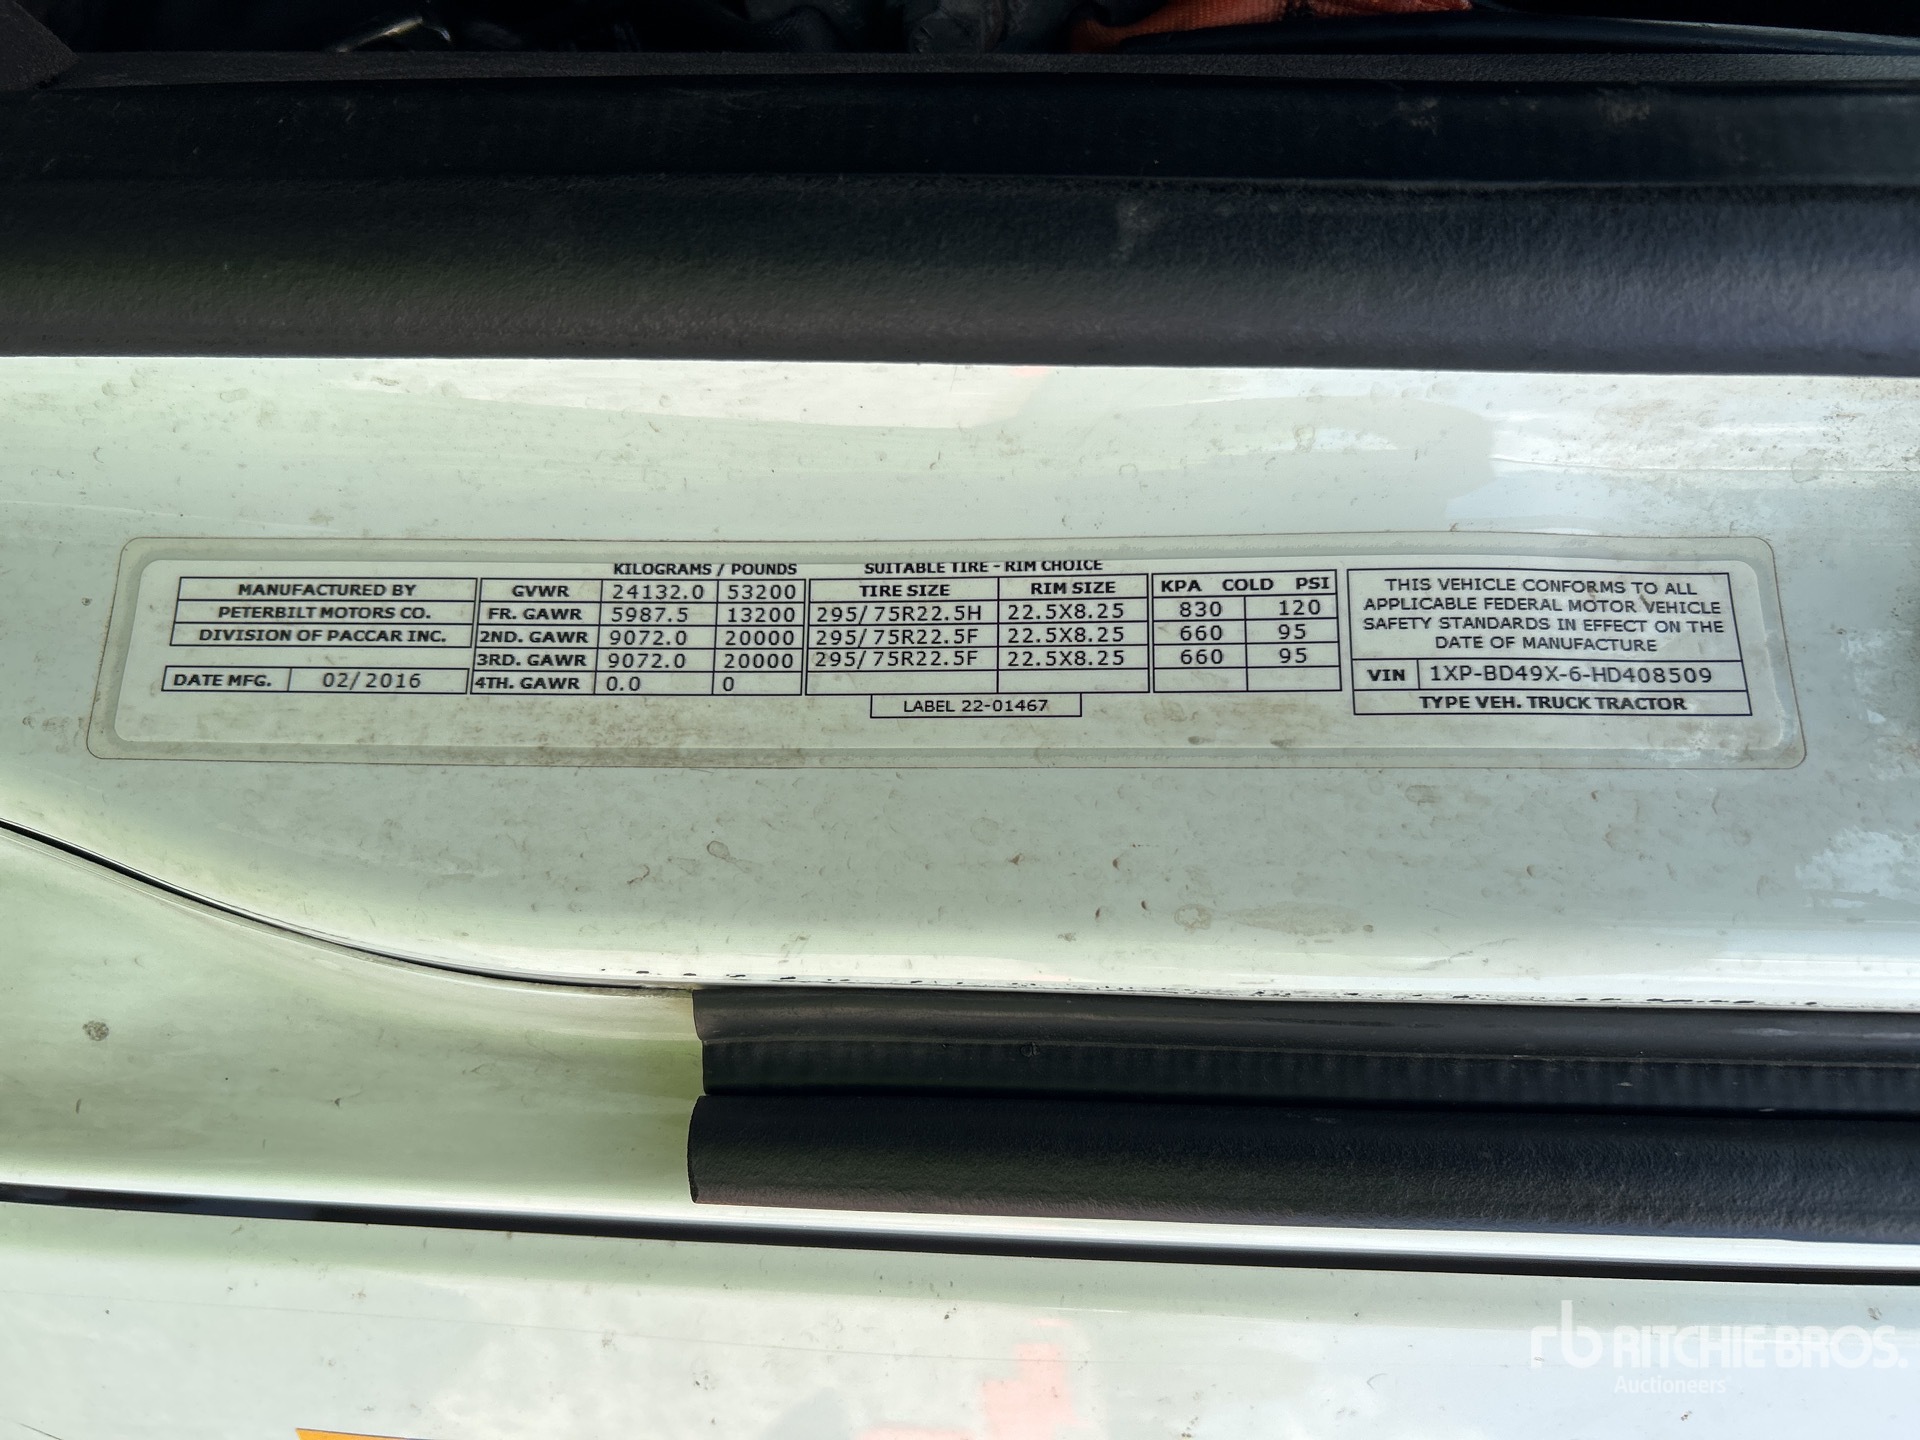 KILOGRAMS / POUNDS SUITABLE TIRE - RIM CHOICE
MANUFACTURED BY GVWR 24132.0 53200 TIRE SIZE RIM SIZE KPA COLD PSI
PETERBILT MOTORS CO. FR. GAWR 5987.5 13200 295/75R22.5H 22.5X8.25 830 120
DIVISION OF PACCAR INC. 2ND. GAWR 9072.0 20000 295/75R22.5F 22.5X8.25 660 95
3RD. GAWR 9072.0 20000 295/75R22.5F 22.5X8.25 660 95
DATE MFG. 02/2016 4TH. GAWR 0.0 0
LABEL 22-01467
THIS VEHICLE CONFORMS TO ALL
APPLICABLE FEDERAL MOTOR VEHICLE
SAFETY STANDARDS IN EFFECT ON THE
DATE OF MANUFACTURE
VIN 1XP-BD49X-6-HD408509
TYPE VEH. TRUCK TRACTOR
rb RITCHIE BROS.
Auctioneers